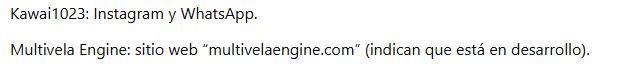 Kawai1023: Instagram y WhatsApp.
Multivela Engine: sitio web “multivelaengine.com” (indican que está en desarrollo).